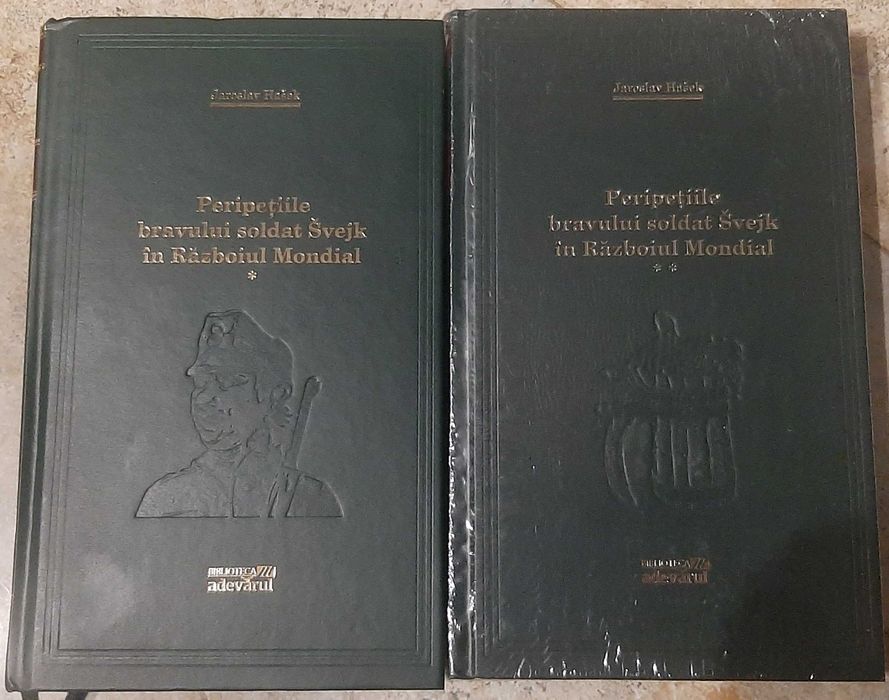 Jaroslav Hašek
Peripețiile
bravului soldat Švejk
în Războiul Mondial
*
BIBLIOTECA
adevărul
Jaroslav Hašek
Peripețiile
bravului soldat Švejk
în Războiul Mondial
* *
BIBLIOTECA
adevărul